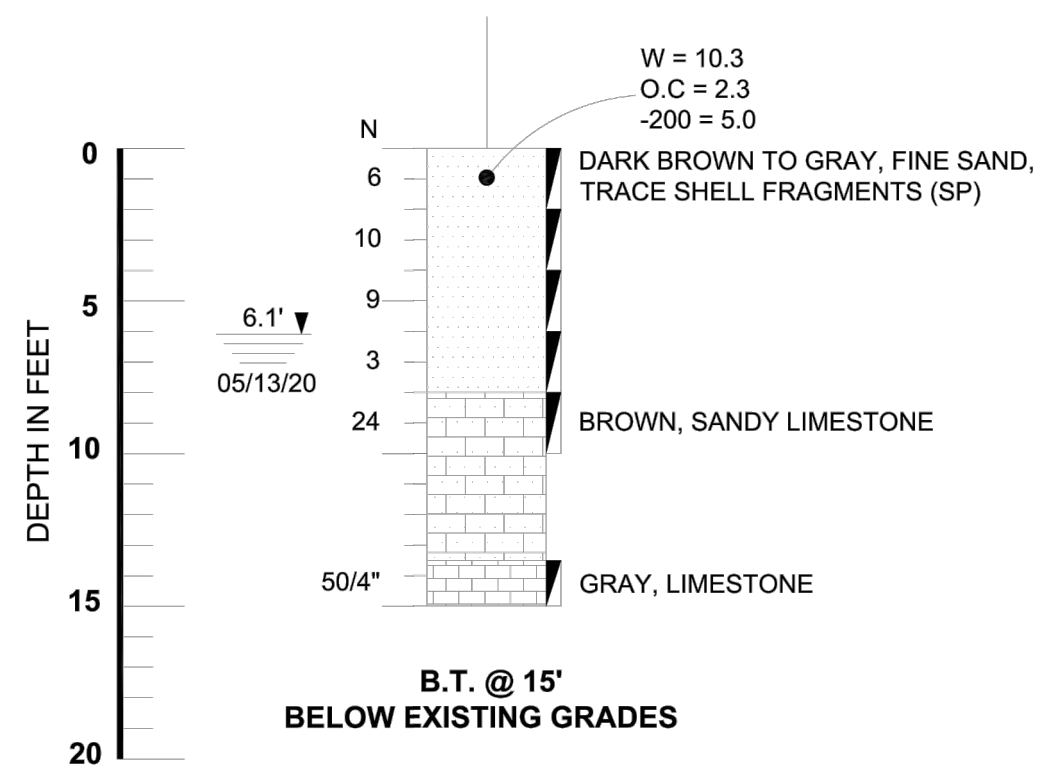 W = 10.3
O.C = 2.3
-200 = 5.0
N
0
6
DARK BROWN TO GRAY, FINE SAND,
TRACE SHELL FRAGMENTS (SP)
10
5
9
6.1'
05/13/20
3
DEPTH IN FEET
24
BROWN, SANDY LIMESTONE
10
50/4"
GRAY, LIMESTONE
15
B.T. @ 15'
BELOW EXISTING GRADES
20